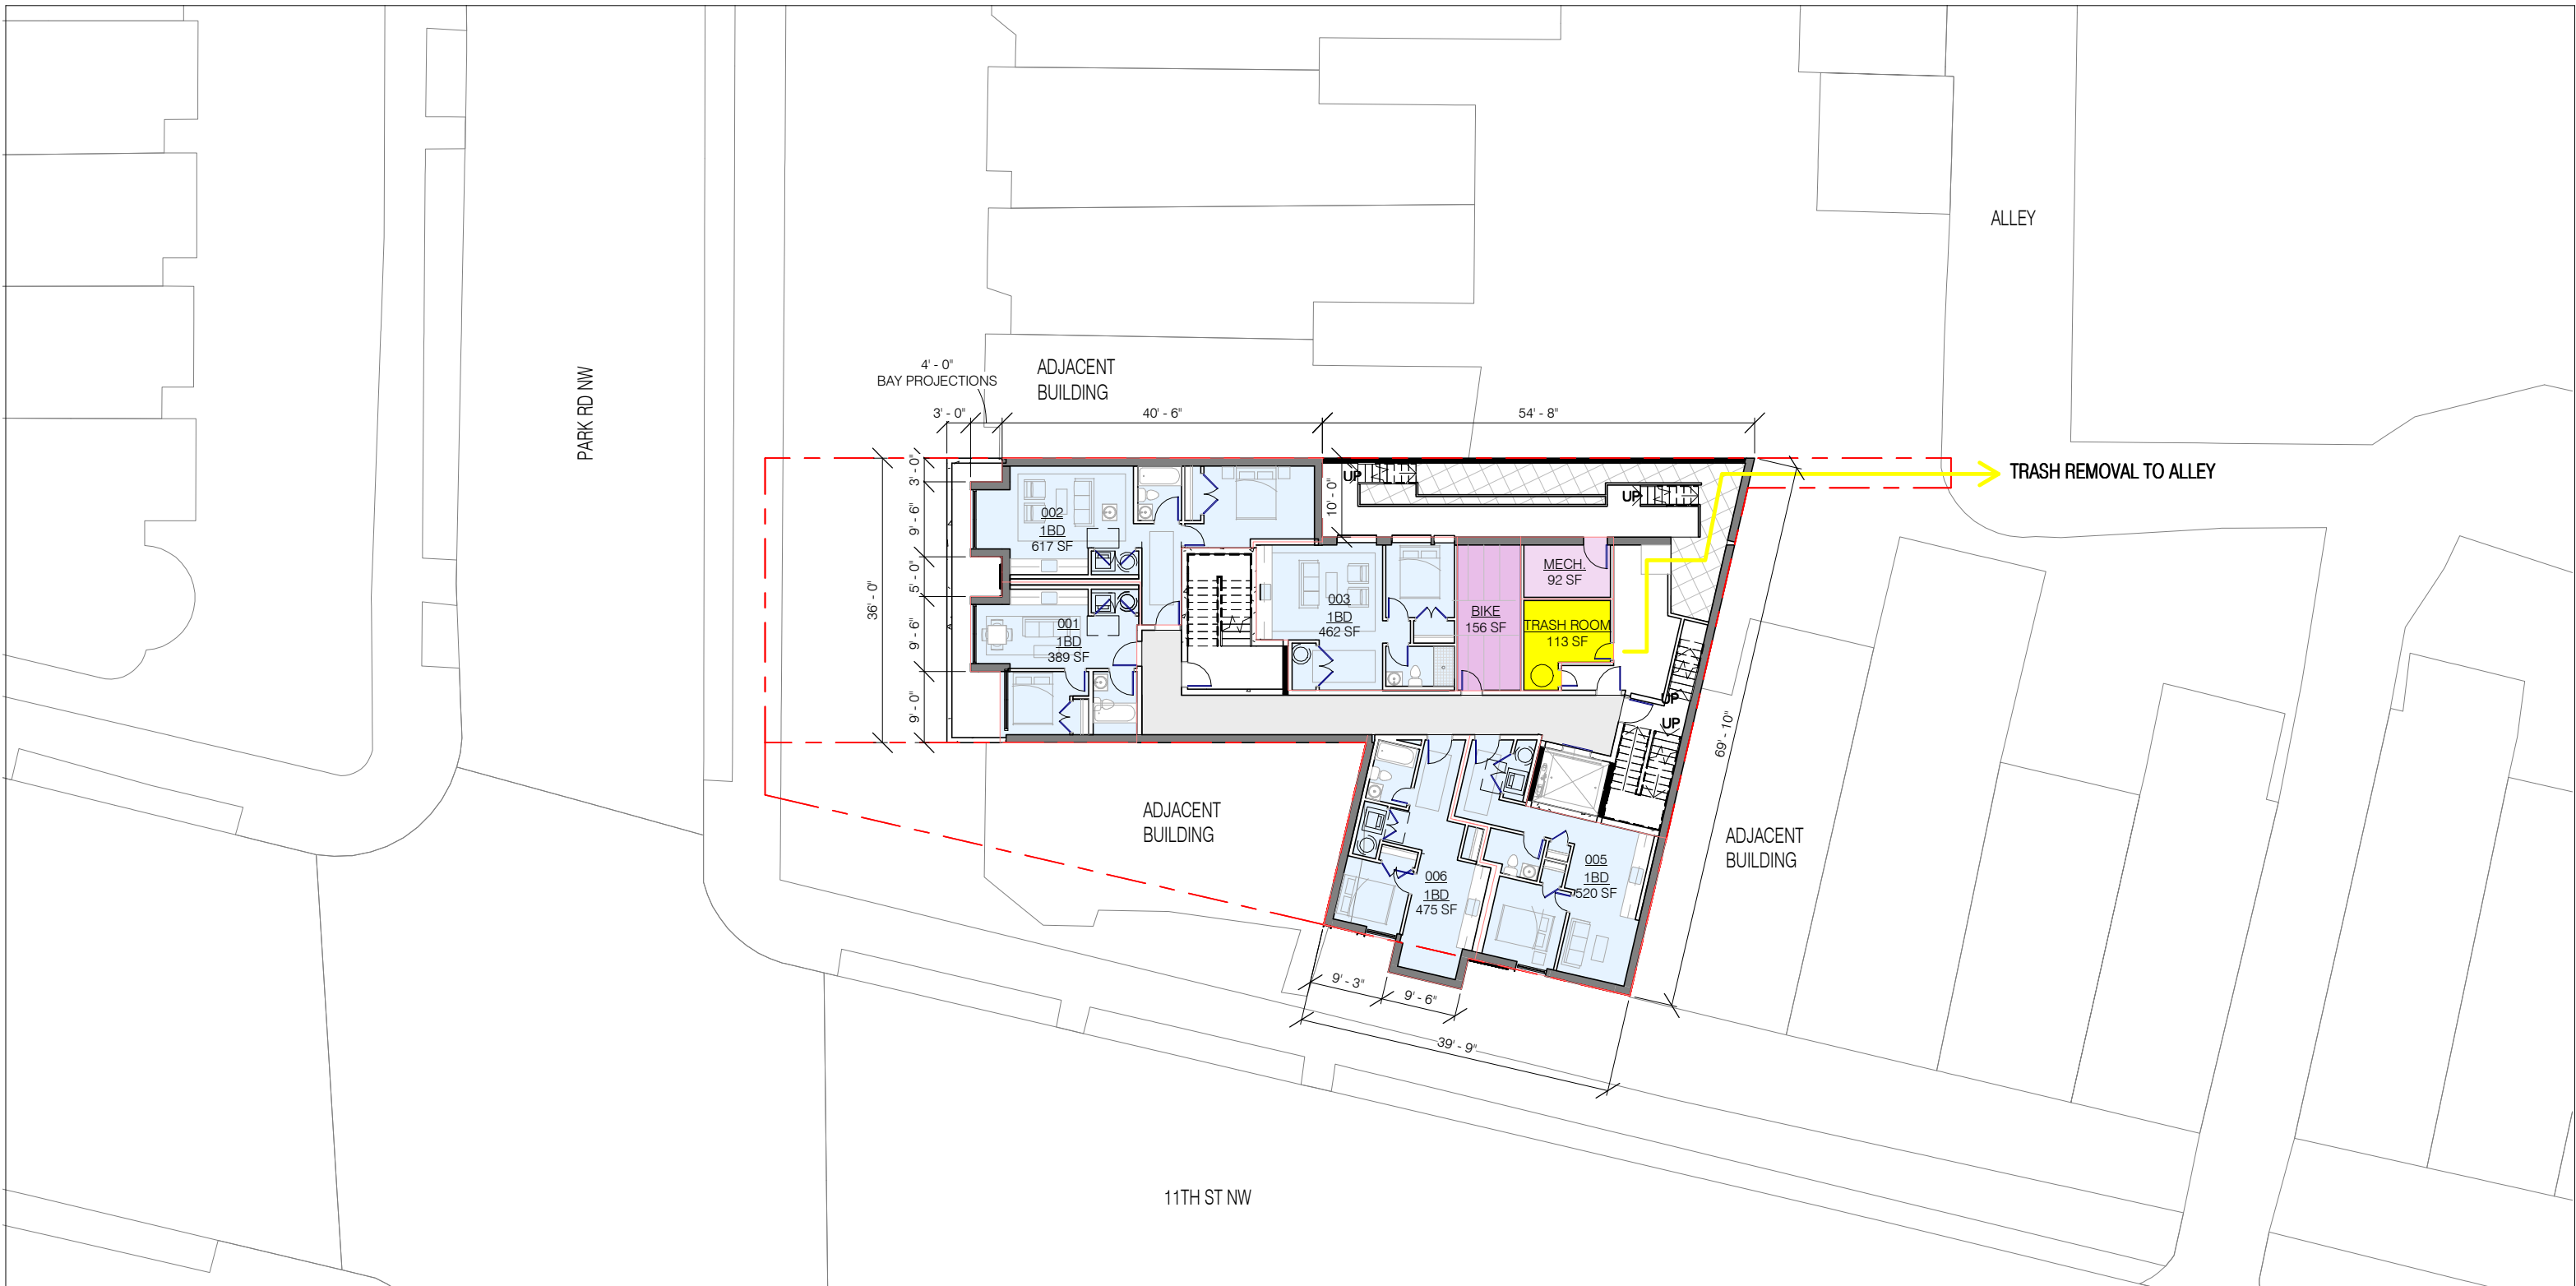 ALLEY
PARK RD NW
4' - 0"
BAY PROJECTIONS
ADJACENT
BUILDING
3' - 0"
40' - 6"
54' - 8"
TRASH REMOVAL TO ALLEY
36' - 0"
3' - 0"
9' - 6"
5' - 0"
9' - 6"
9' - 0"
10' - 0"
UP
UP
002
1BD
617 SF
001
1BD
389 SF
003
1BD
462 SF
BIKE
156 SF
MECH.
92 SF
TRASH ROOM
113 SF
UP
UP
69' - 10"
ADJACENT
BUILDING
ADJACENT
BUILDING
006
1BD
475 SF
005
1BD
520 SF
9' - 3"
9' - 6"
39' - 9"
11TH ST NW